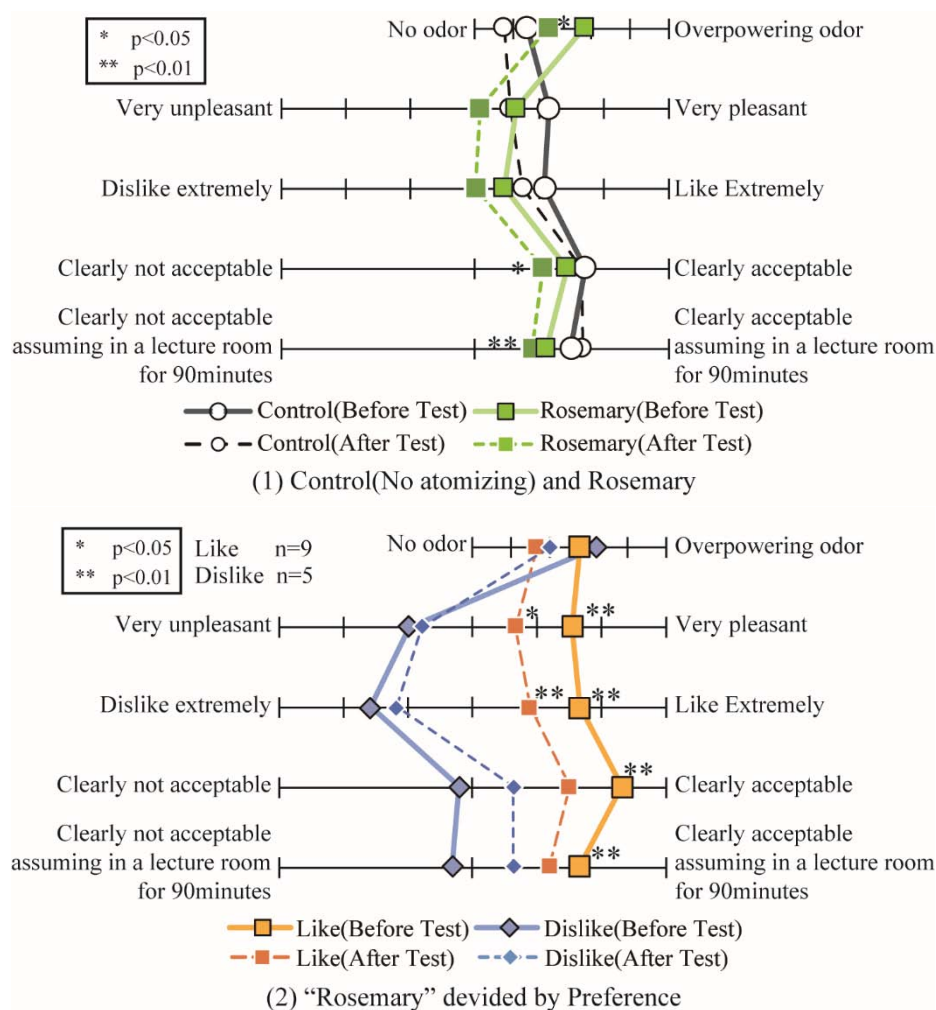 * p<0.05
** p<0.01
No odor * Overpowering odor
Very unpleasant Very pleasant
Dislike extremely Like Extremely
Clearly not acceptable * Clearly acceptable
Clearly not acceptable
assuming in a lecture room
for 90minutes
**
Clearly acceptable
assuming in a lecture room
for 90minutes
Control(Before Test) Rosemary(Before Test)
Control(After Test) Rosemary(After Test)
(1) Control(No atomizing) and Rosemary
* p<0.05
** p<0.01
Like n=9
Dislike n=5
No odor Overpowering odor
Very unpleasant * ** Very pleasant
Dislike extremely ** ** Like Extremely
Clearly not acceptable ** Clearly acceptable
Clearly not acceptable
assuming in a lecture room
for 90minutes
**
Clearly acceptable
assuming in a lecture room
for 90minutes
Like(Before Test) Dislike(Before Test)
Like(After Test) Dislike(After Test)
(2) “Rosemary” devided by Preference